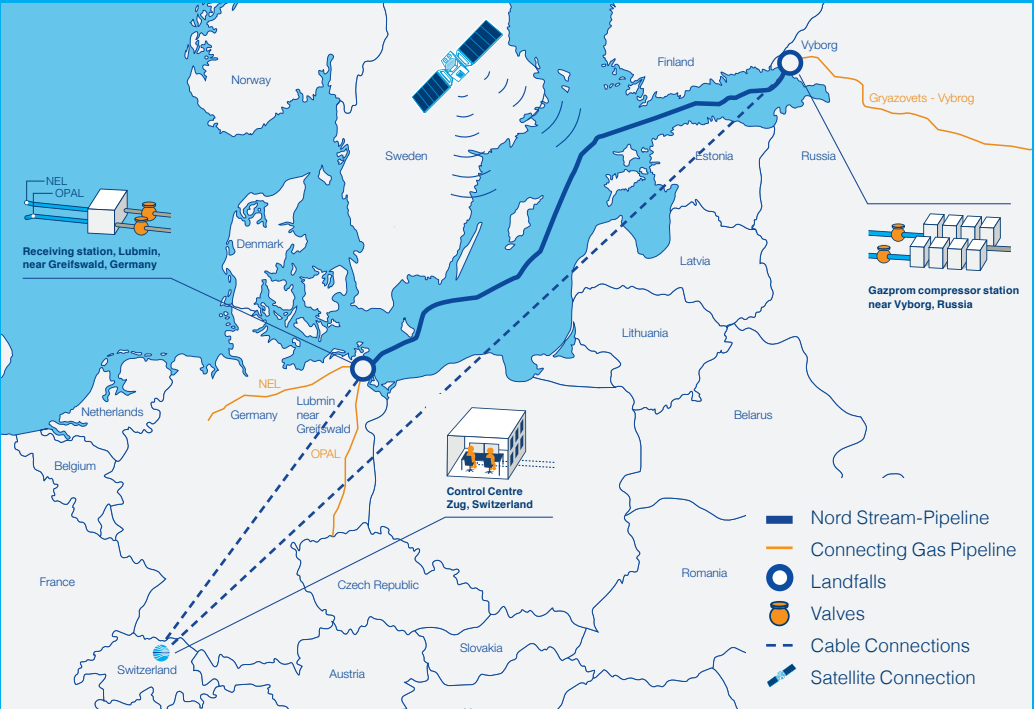 Vyborg
Norway
Finland
Gryazovets - Vybrog
Sweden
Estonia
Russia
NEL
OPAL
Receiving station, Lubmin,
near Greifswald, Germany
Denmark
Latvia
Gazprom compressor station
near Vyborg, Russia
Lithuania
NEL
Netherlands
Germany
Lubmin
near
Greifswald
Belarus
OPAL
Belgium
Control Centre
Zug, Switzerland
Nord Stream-Pipeline
Connecting Gas Pipeline
Landfalls
Valves
Cable Connections
Satellite Connection
France
Czech Republic
Romania
Slovakia
Switzerland
Austria